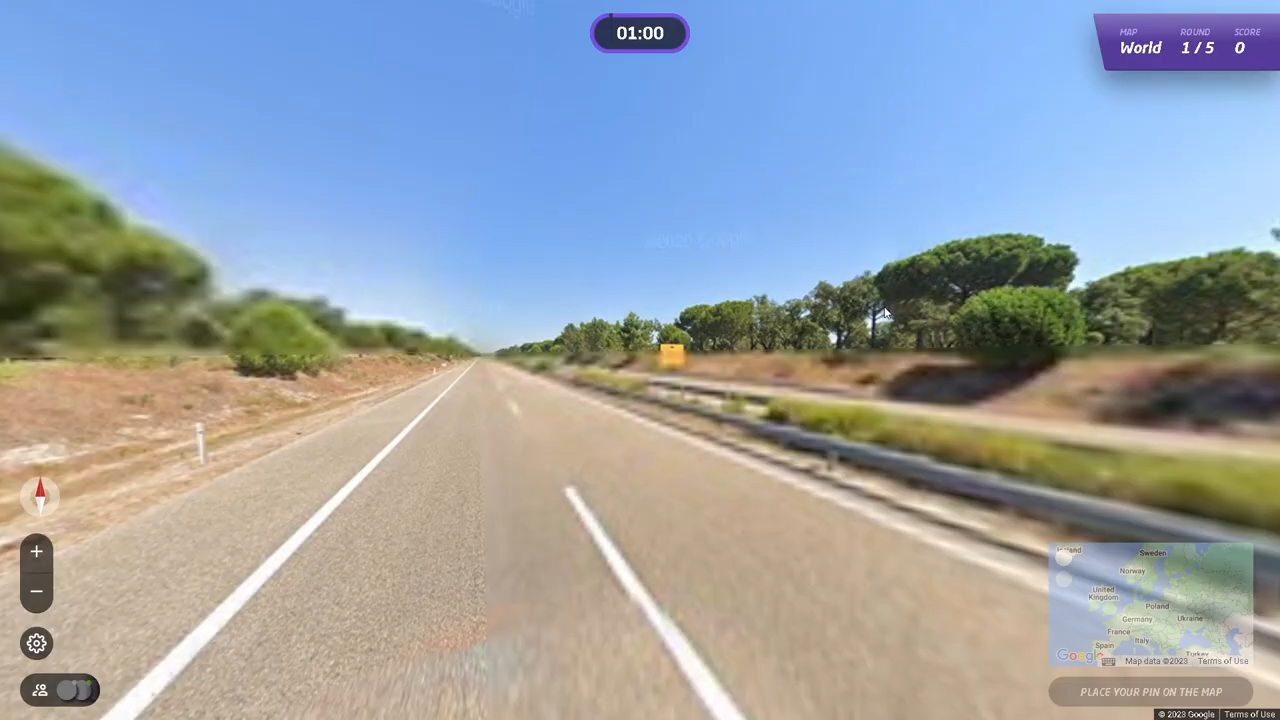 01:00
MAP
World
ROUND
1 / 5
SCORE
0
©2020 Google
Sweden
Norway
United
Kingdom
Poland
Germany
Ukraine
France
Italy
Spain
Turkey
Google
Map data ©2023
Terms of Use
PLACE YOUR PIN ON THE MAP
© 2023 Google
Terms of Use